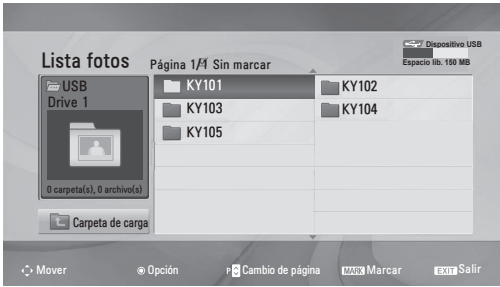 Dispositivo USB
Lista fotos
Página 1/1 Sin marcar
Espacio lib. 150 MB
USB
Drive 1
0 carpeta(s), 0 archivo(s)
Carpeta de carga
KY101
KY102
KY103
KY104
KY105
Mover
Opción
P Cambio de página
MARK Marcar
EXIT Salir